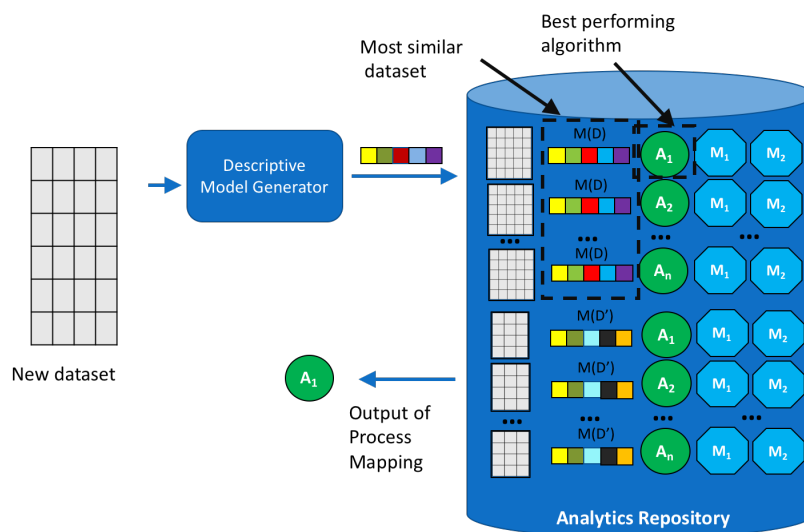 Best performing
algorithm
Most similar
dataset
Descriptive
Model Generator
M(D)
A1 M1 M2
M(D)
A2 M1 M2
... ... ... ...
M(D)
An M1 M2
M(D')
A1 M1 M2
M(D')
A2 M1 M2
... ... ... ...
M(D')
An M1 M2
New dataset
A1
Output of
Process
Mapping
Analytics Repository